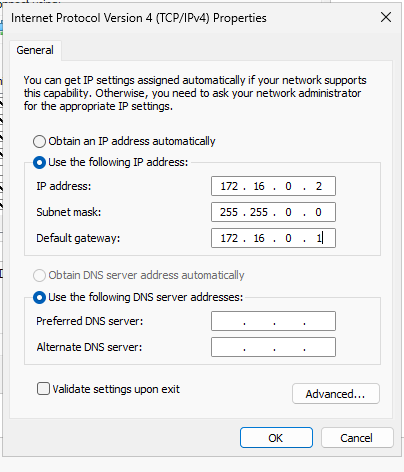 Internet Protocol Version 4 (TCP/IPv4) Properties
General
You can get IP settings assigned automatically if your network supports
this capability. Otherwise, you need to ask your network administrator
for the appropriate IP settings.
Obtain an IP address automatically
Use the following IP address:
IP address: 172 . 16 . 0 . 2
Subnet mask: 255 . 255 . 0 . 0
Default gateway: 172 . 16 . 0 . 1
Obtain DNS server address automatically
Use the following DNS server addresses:
Preferred DNS server: . . .
Alternate DNS server: . . .
Validate settings upon exit
Advanced...
OK Cancel